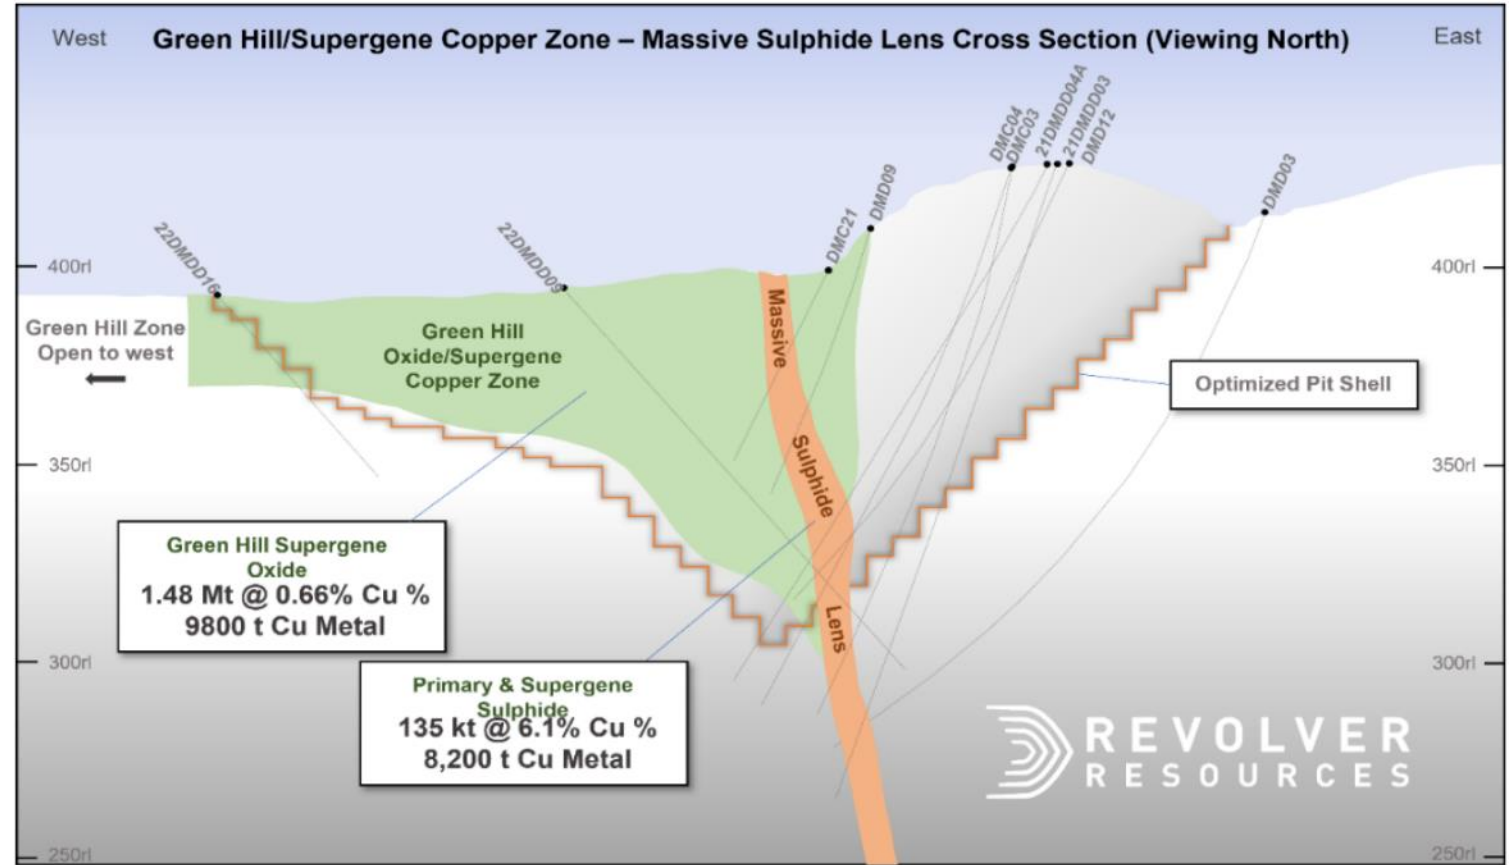 West
Green Hill/Supergene Copper Zone – Massive Sulphide Lens Cross Section (Viewing North)
East
DMC04
DMC03
21DMDD04A
21DMDD03
DMD12
DMD03
DMD09
DMC21
22DMDD09
22DMDD16
400rl
400rl
Green Hill Zone
Open to west
Green Hill
Oxide/Supergene
Copper Zone
Massive
Sulphide
Lens
Optimized Pit Shell
350rl
350rl
Green Hill Supergene
Oxide
1.48 Mt @ 0.66% Cu %
9800 t Cu Metal
300rl
300rl
Primary & Supergene
Sulphide
135 kt @ 6.1% Cu %
8,200 t Cu Metal
REVOLVER
RESOURCES
250rl
250rl